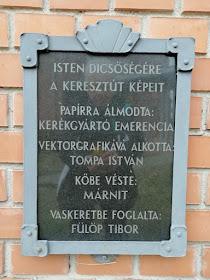 ISTEN DICSŐSÉGÉRE
A KERESZTÚT KÉPEIT
PAPÍRRA ÁLMODTA:
KERÉKGYÁRTÓ EMERENCIA
VEKTORGRAFIKÁVÁ ALKOTTA:
TOMPA ISTVÁN
KŐBE VÉSTE:
MÁRNIT
VASKERETBE FOGLALTA:
FÜLÖP TIBOR